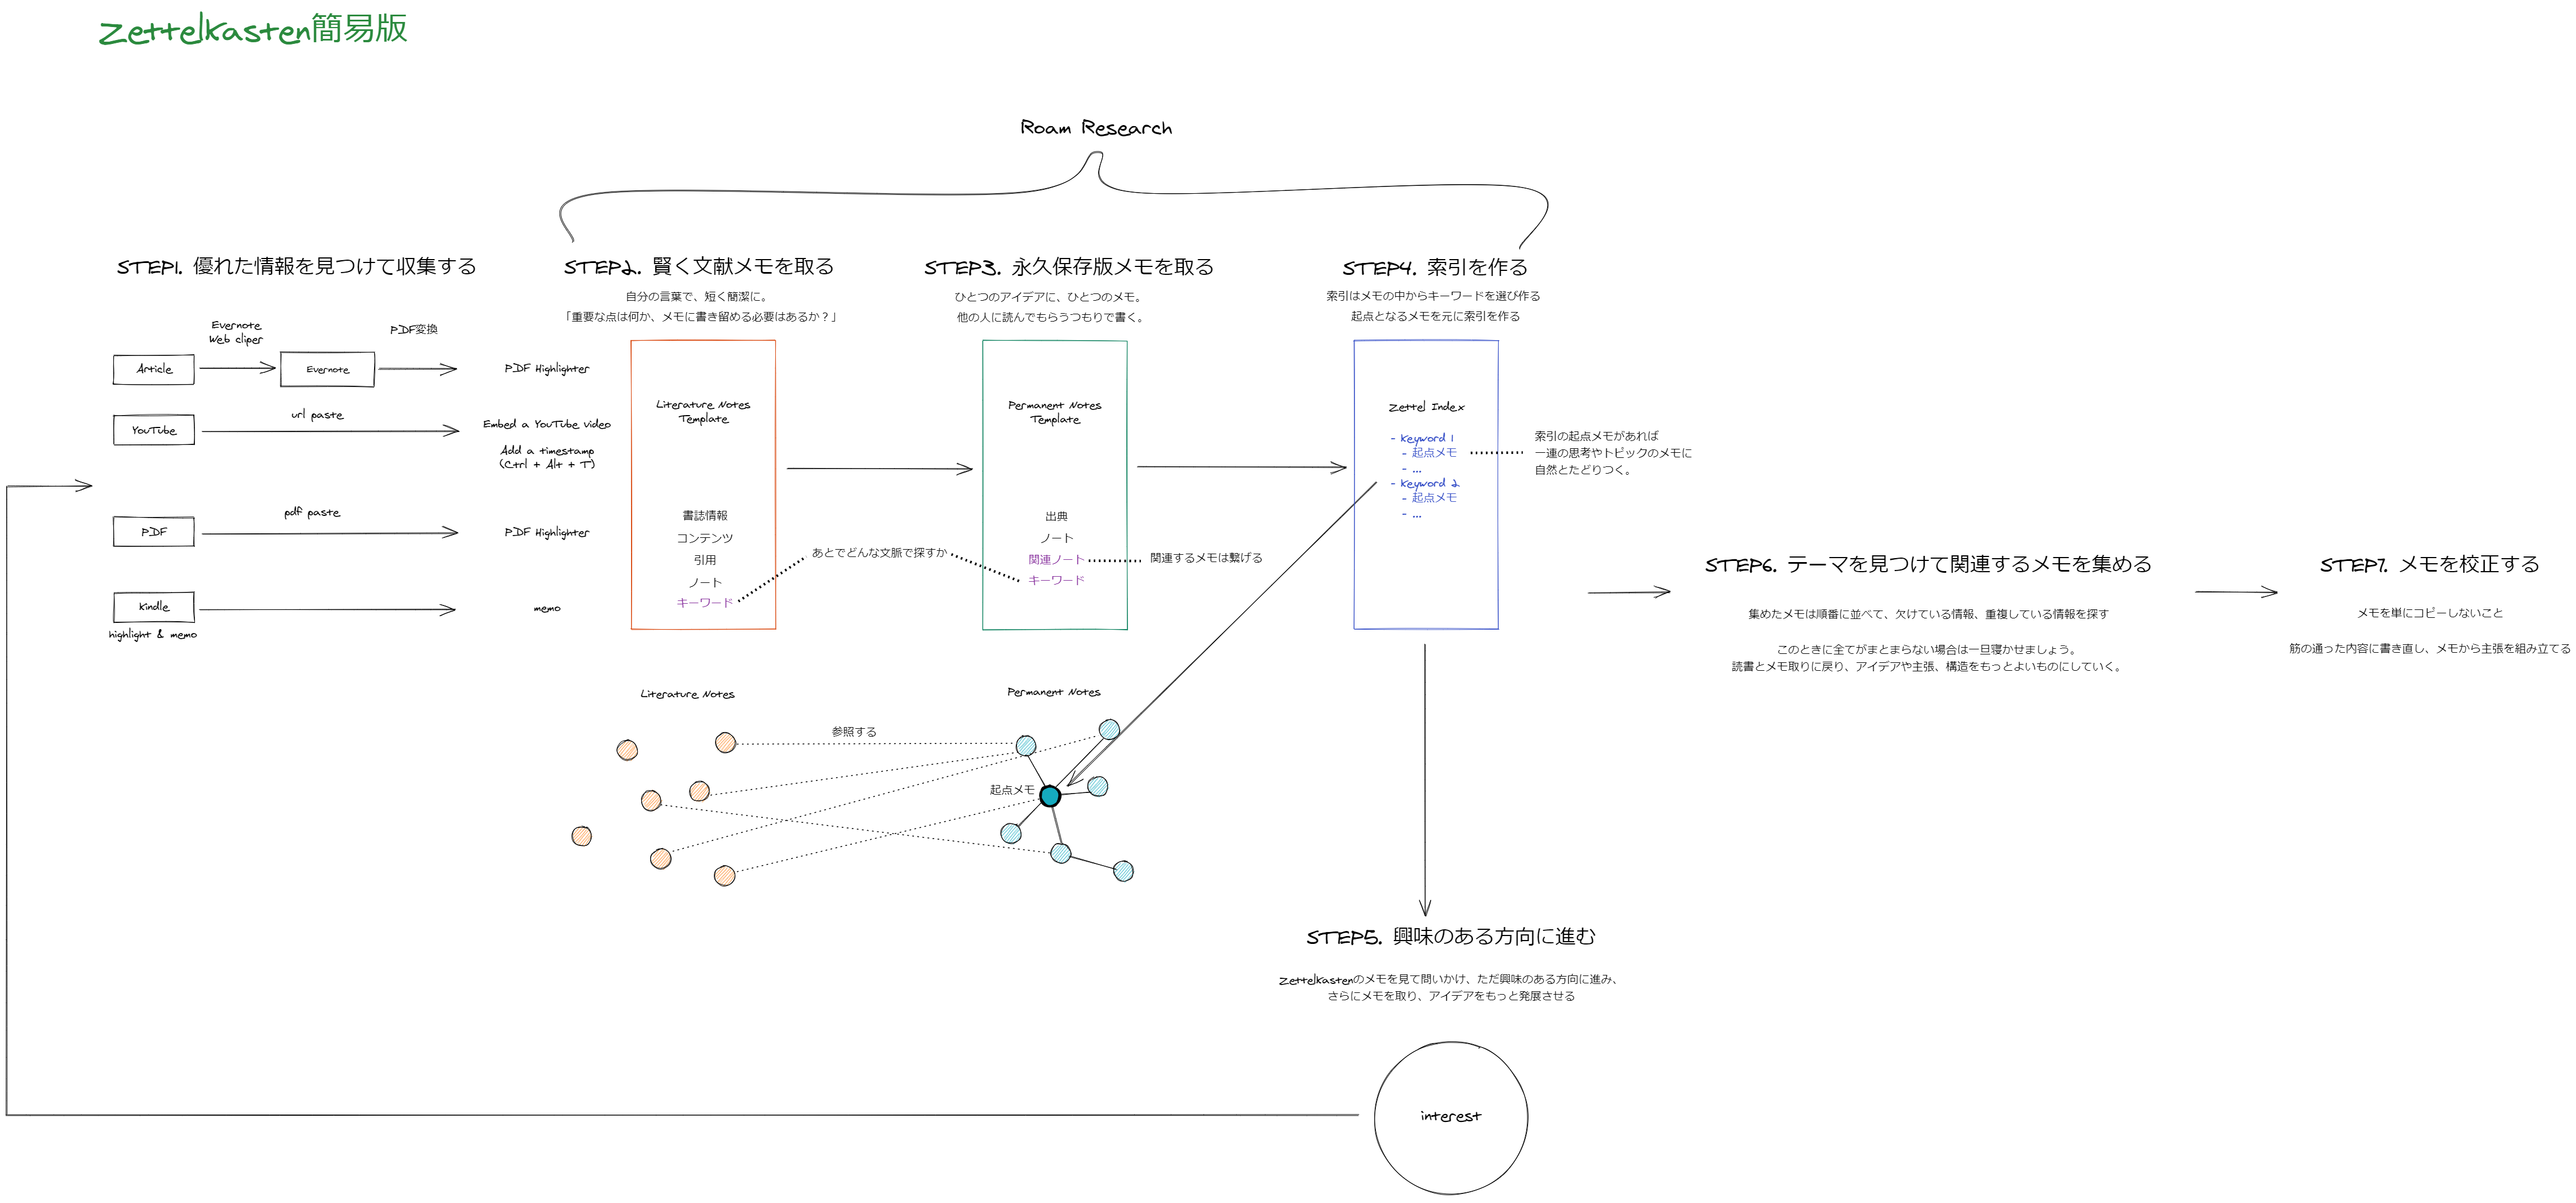 Zettelkasten簡易版
Roam Research
STEP1. 優れた情報を見つけて収集する
Evernote
Web cliper
PDF変換
Article
Evernote
PDF Highlighter
url paste
YouTube
Embed a YouTube video
Add a timestamp
(Ctrl + Alt + T)
pdf paste
PDF
PDF Highlighter
Kindle
memo
highlight & memo
STEP2. 賢く文献メモを取る
自分の言葉で、短く簡潔に。
「重要な点は何か、メモに書き留める必要はあるか？」
Literature Notes
Template
書誌情報
コンテンツ
引用
ノート
キーワード
あとでどんな文脈で探すか
STEP3. 永久保存版メモを取る
ひとつのアイデアに、ひとつのメモ。
他の人に読んでもらうつもりで書く。
Permanent Notes
Template
出典
ノート
関連ノート
キーワード
関連するメモは繋げる
STEP4. 索引を作る
索引はメモの中からキーワードを選び作る
起点となるメモを元に索引を作る
Zettel Index
- Keyword 1
- 起点メモ
- ...
- Keyword 2
- 起点メモ
- ...
索引の起点メモがあれば
一連の思考やトピックのメモに
自然とたどりつく。
Literature Notes
Permanent Notes
参照する
起点メモ
STEP5. 興味のある方向に進む
Zettelkastenのメモを見て問いかけ、ただ興味のある方向に進み、
さらにメモを取り、アイデアをもっと発展させる
interest
STEP6. テーマを見つけて関連するメモを集める
集めたメモは順番に並べて、欠けている情報、重複している情報を探す
このときに全てがまとまらない場合は一旦寝かせましょう。
読書とメモ取りに戻り、アイデアや主張、構造をもっとよいものにしていく。
STEP7. メモを校正する
メモを単にコピーしないこと
筋の通った内容に書き直し、メモから主張を組み立てる